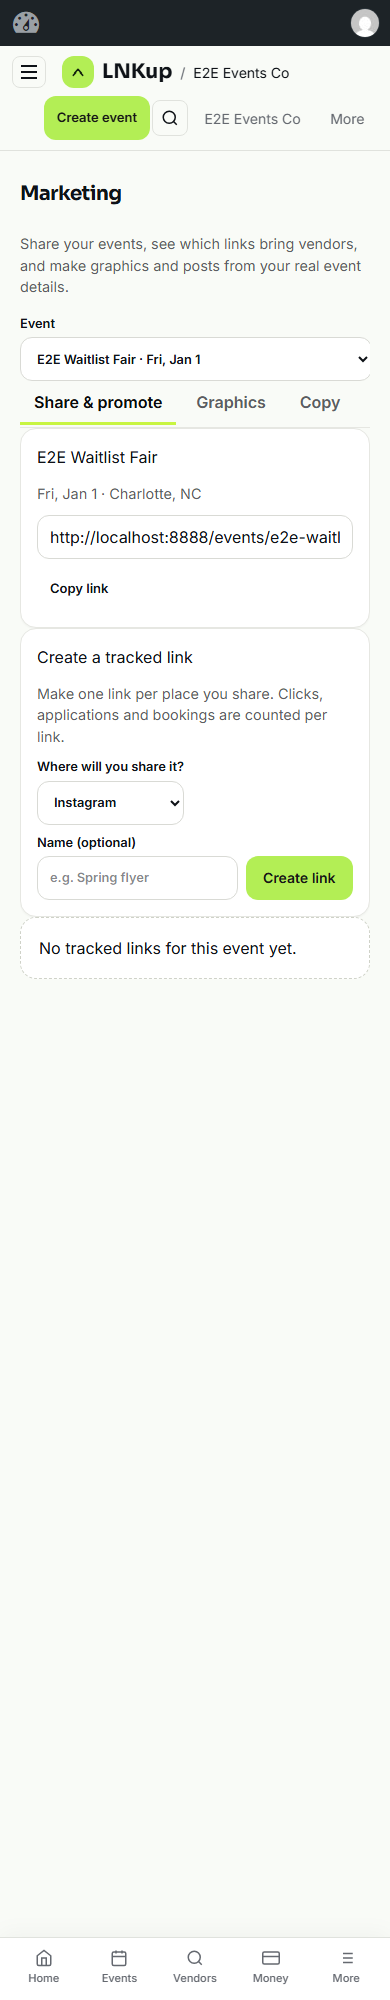 LNKup / E2E Events Co
Create event
E2E Events Co
More
Marketing
Share your events, see which links bring vendors,
and make graphics and posts from your real event
details.
Event
E2E Waitlist Fair · Fri, Jan 1
Share & promote
Graphics
Copy
E2E Waitlist Fair
Fri, Jan 1 · Charlotte, NC
http://localhost:8888/events/e2e-waitl
Copy link
Create a tracked link
Make one link per place you share. Clicks,
applications and bookings are counted per
link.
Where will you share it?
Instagram
Name (optional)
e.g. Spring flyer
Create link
No tracked links for this event yet.
Home
Events
Vendors
Money
More